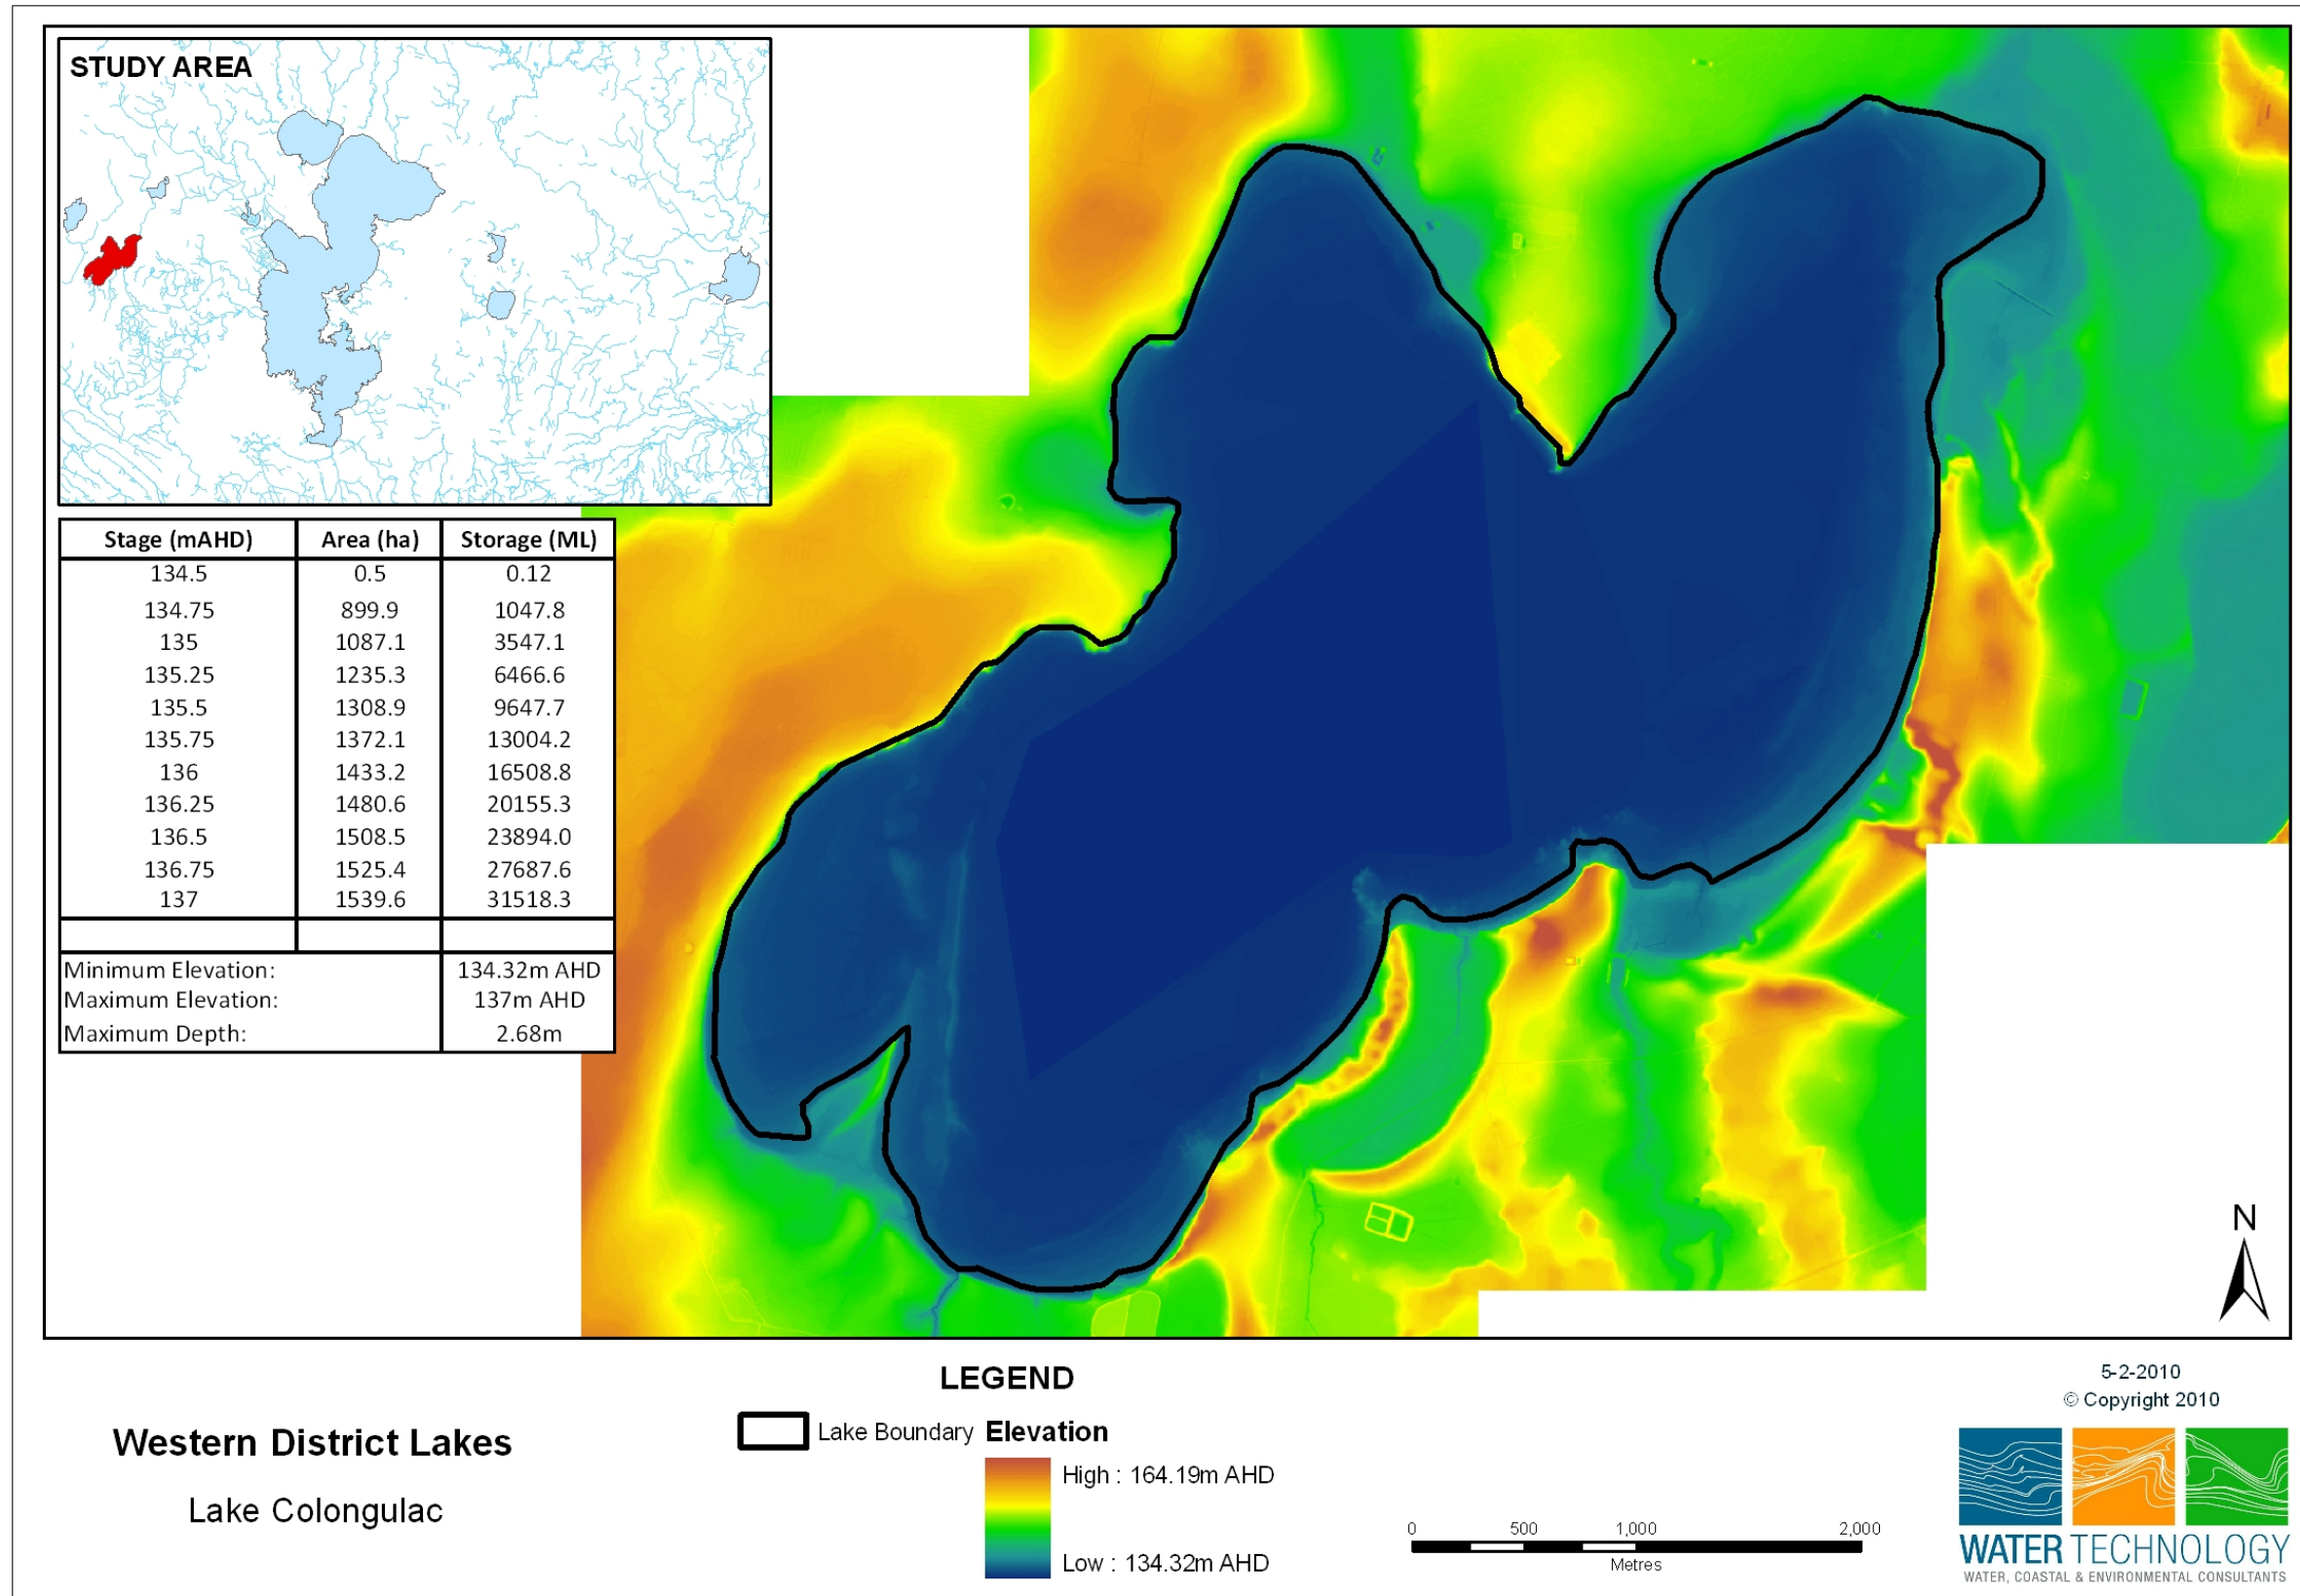 STUDY AREA
Stage (mAHD) Area (ha) Storage (ML)
134.5 0.5 0.12
134.75 899.9 1047.8
135 1087.1 3547.1
135.25 1235.3 6466.6
135.5 1308.9 9647.7
135.75 1372.1 13004.2
136 1433.2 16508.8
136.25 1480.6 20155.3
136.5 1508.5 23894.0
136.75 1525.4 27687.6
137 1539.6 31518.3
Minimum Elevation: 134.32m AHD
Maximum Elevation: 137m AHD
Maximum Depth: 2.68m
N
Western District Lakes
Lake Colongulac
LEGEND
Lake Boundary
Elevation
High : 164.19m AHD
Low : 134.32m AHD
0 500 1,000 2,000
Metres
5-2-2010
© Copyright 2010
WATER TECHNOLOGY
WATER, COASTAL & ENVIRONMENTAL CONSULTANTS